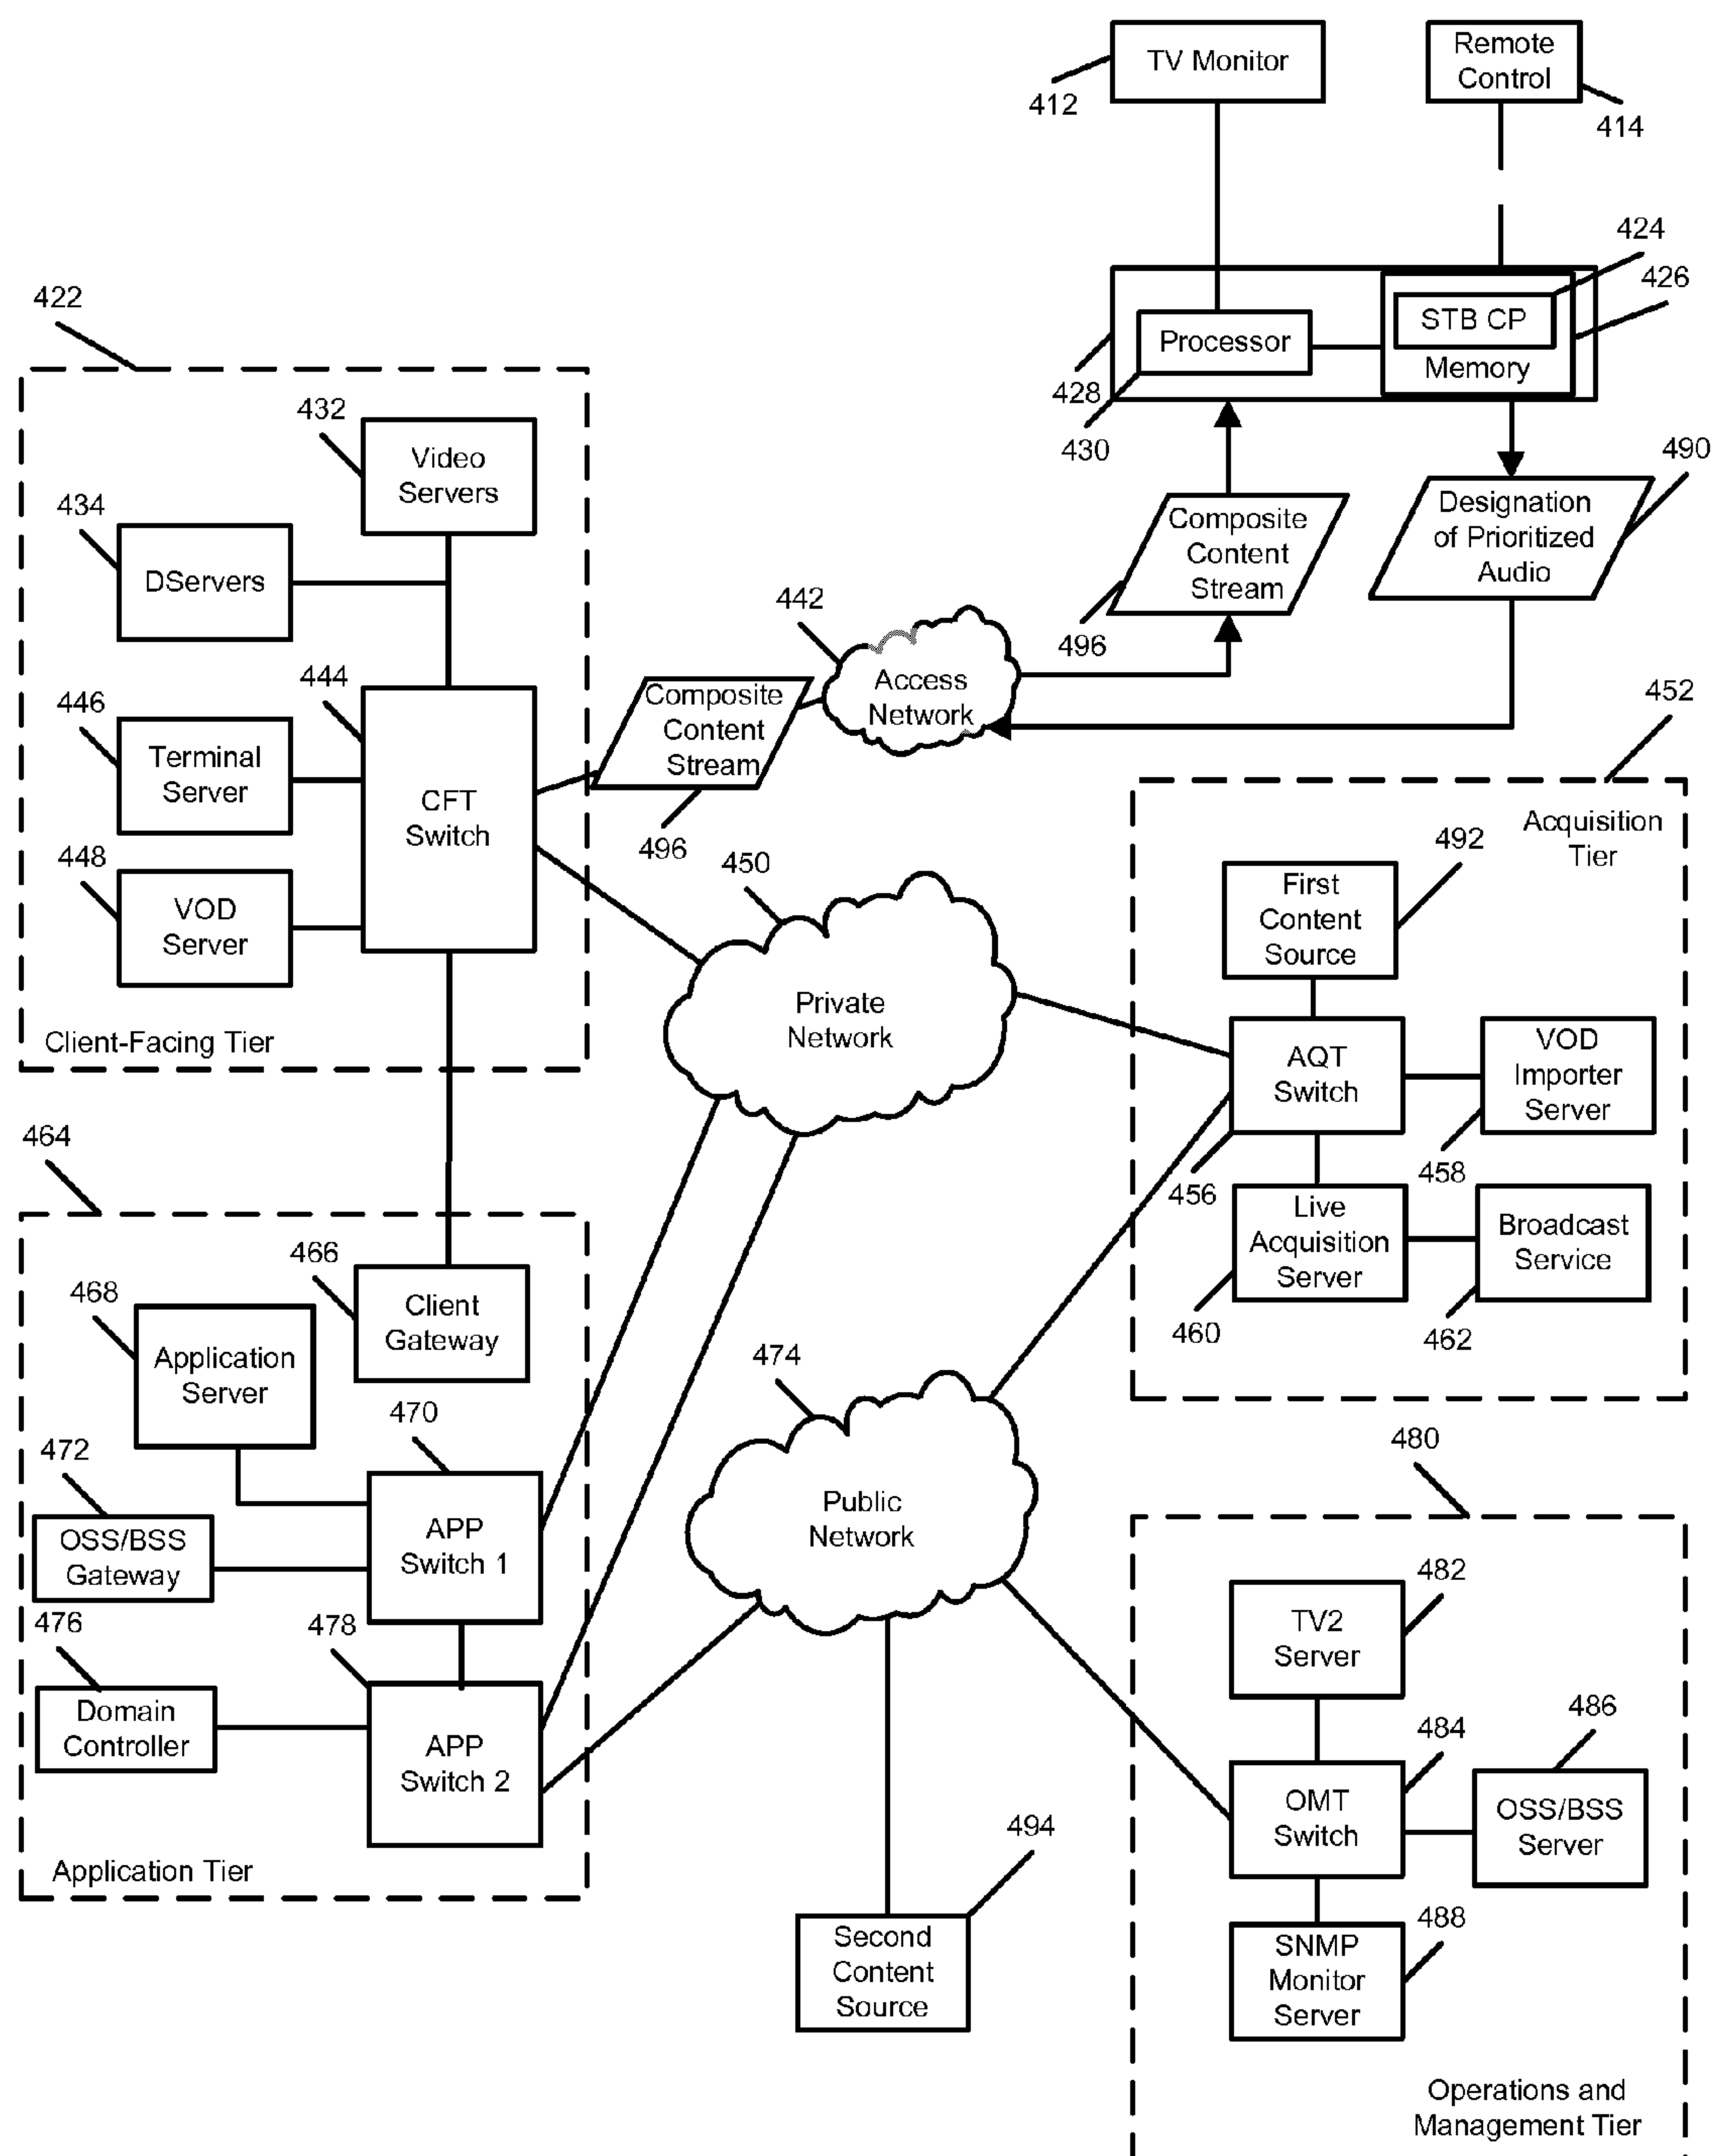 TV Monitor
412
Remote
Control
414
424
426
STB CP
Memory
Processor
428
430
422
432
Video
Servers
434
DServers
444
446
Terminal
Server
448
VOD
Server
CFT
Switch
Client-Facing Tier
Composite
Content
Stream
496
442
Access
Network
Composite
Content
Stream
496
490
Designation
of Prioritized
Audio
450
Private
Network
452
Acquisition
Tier
492
First
Content
Source
AQT
Switch
456
VOD
Importer
Server
458
Live
Acquisition
Server
460
Broadcast
Service
462
464
466
Client
Gateway
468
Application
Server
470
APP
Switch 1
472
OSS/BSS
Gateway
476
Domain
Controller
478
APP
Switch 2
Application Tier
474
Public
Network
494
Second
Content
Source
480
482
TV2
Server
484
OMT
Switch
486
OSS/BSS
Server
488
SNMP
Monitor
Server
Operations and
Management Tier